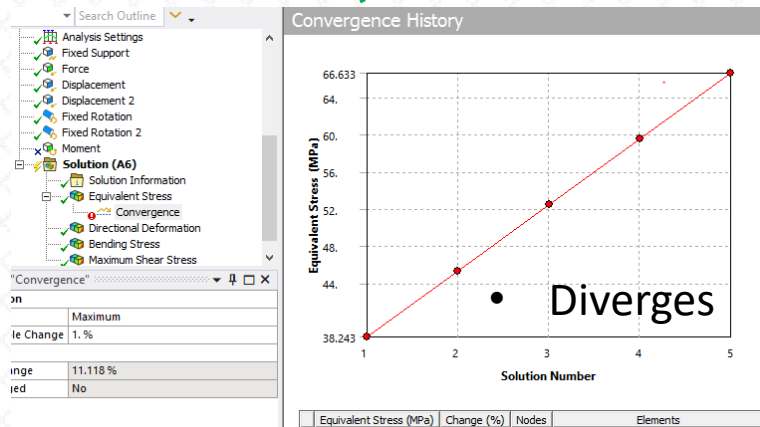 Search Outline
Convergence History
Analysis Settings
Fixed Support
Force
Displacement
Displacement 2
Fixed Rotation
Fixed Rotation 2
Moment
Solution (A6)
Solution Information
Equivalent Stress
Convergence
Directional Deformation
Bending Stress
Maximum Shear Stress
"Convergence"
on
Maximum
le Change 1. %
nge 11.118 %
ed No
Equivalent Stress (MPa)
66.633
64.
60.
56.
52.
48.
44.
38.243
1 2 3 4 5
Solution Number
• Diverges
Equivalent Stress (MPa) Change (%) Nodes Elements